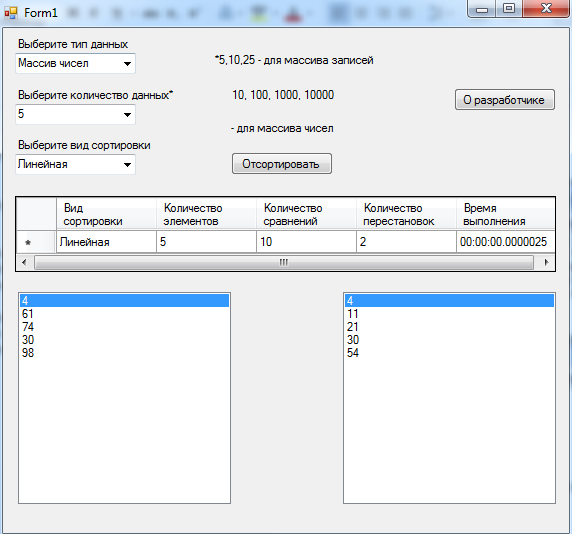 Form1
Выберите тип данных
Массив чисел
*5,10,25 - для массива записей
Выберите количество данных*
10, 100, 1000, 10000
О разработчике
5
- для массива чисел
Выберите вид сортировки
Линейная
Отсортировать
Вид сортировки Количество элементов Количество сравнений Количество перестановок Время выполнения
* Линейная 5 10 2 00:00:00.0000025
4
61
74
30
98
4
11
21
30
54